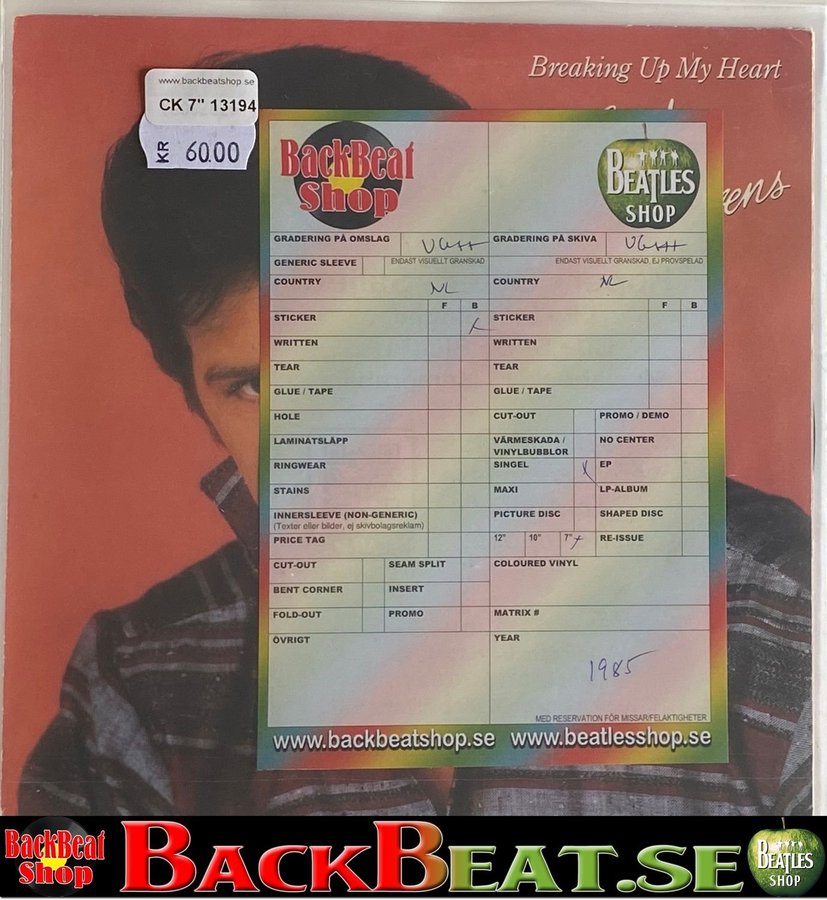 Breaking Up My Heart
www.backbeatshop.se
CK 7" 13194
KR 60.00
BackBeat Shop
Beatles SHOP
GRADERING PÅ OMSLAG VG++ GRADERING PÅ SKIVA VG++
GENERIC SLEEVE ENDAST VISUELLT GRANSKAD ENDAST VISUELLT GRANSKAD, EJ PROVSPELAD
COUNTRY NL COUNTRY NL
F B F B
STICKER x STICKER
WRITTEN WRITTEN
TEAR TEAR
GLUE / TAPE GLUE / TAPE
HOLE CUT-OUT PROMO / DEMO
LAMINATSLÄPP VÄRMESKADA / VINYLBUBBLOR NO CENTER
RINGWEAR SINGEL x EP
STAINS MAXI LP-ALBUM
INNERSLEEVE (NON-GENERIC) PICTURE DISC SHAPED DISC
(Texter eller bilder, ej skivbolagsreklam)
PRICE TAG 12" 10" 7" x RE-ISSUE
CUT-OUT SEAM SPLIT COLOURED VINYL
BENT CORNER INSERT
FOLD-OUT PROMO MATRIX #
ÖVRIGT YEAR
1985
MED RESERVATION FÖR MISSAR/FELAKTIGHETER
www.backbeatshop.se www.beatlesshop.se
BackBeat Shop BACKBEAT.SE BEATLES SHOP